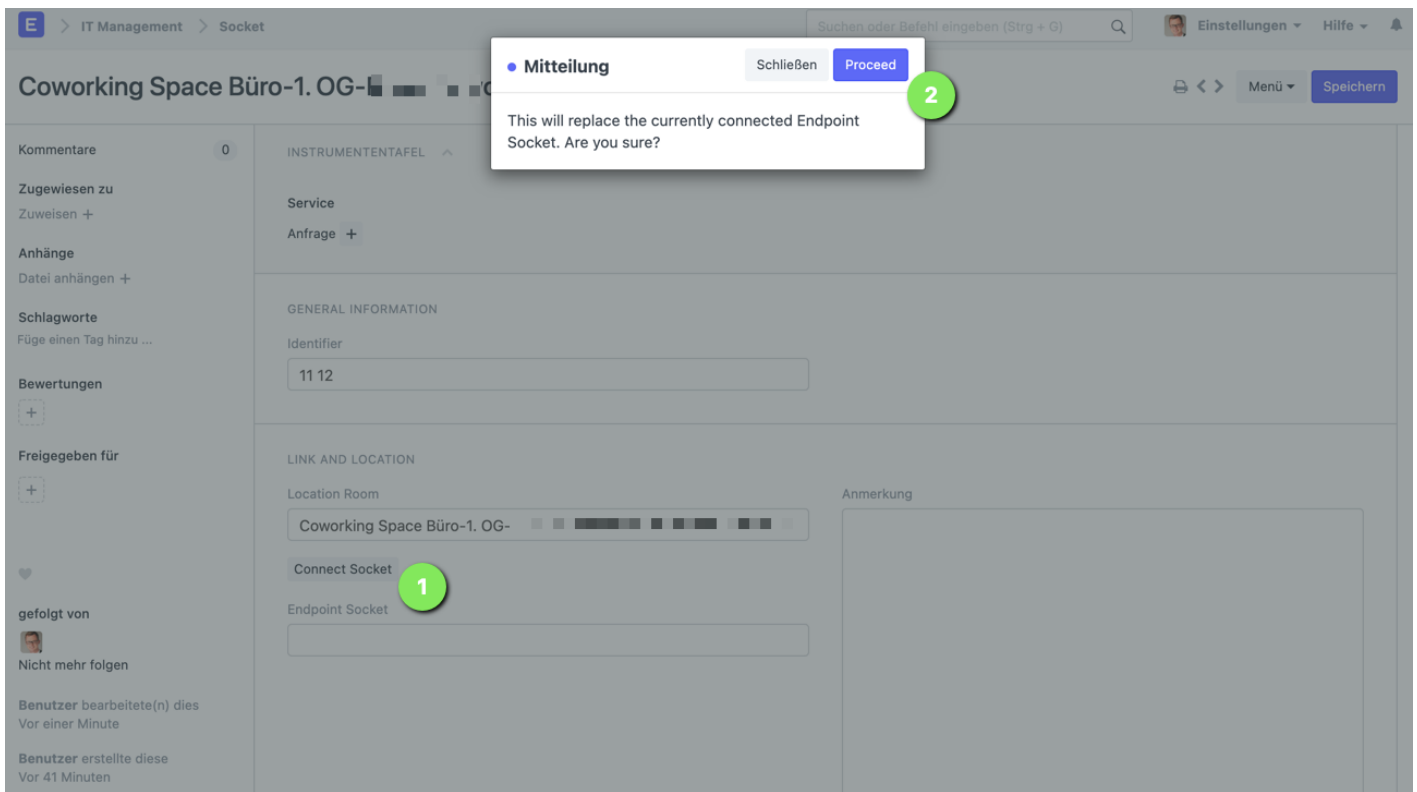 E > IT Management > Socket
Suchen oder Befehl eingeben (Strg + G)
Einstellungen
Hilfe
Coworking Space Büro-1. OG-
Menü
Speichern
Mitteilung
Schließen
Proceed
2
This will replace the currently connected Endpoint
Socket. Are you sure?
Kommentare 0
Zugewiesen zu
Zuweisen +
Anhänge
Datei anhängen +
Schlagworte
Füge einen Tag hinzu ...
Bewertungen
+
Freigegeben für
+
gefolgt von
Nicht mehr folgen
Benutzer bearbeitete(n) dies
Vor einer Minute
Benutzer erstellte diese
Vor 41 Minuten
INSTRUMENTENTAFEL
Service
Anfrage +
GENERAL INFORMATION
Identifier
11 12
LINK AND LOCATION
Location Room
Coworking Space Büro-1. OG-
Connect Socket
1
Endpoint Socket
Anmerkung